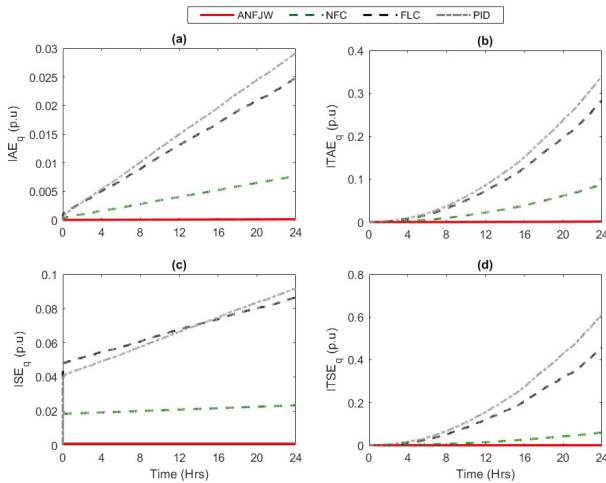 ANFJW NFC FLC PID
(a) (b)
0.03
0.025
0.02
0.015
0.01
0.005
0
IAEq (p.u)
0 4 8 12 16 20 24
0.4
0.3
0.2
0.1
0
ITAEq (p.u)
0 4 8 12 16 20 24
(c) (d)
0.1
0.08
0.06
0.04
0.02
0
ISEq (p.u)
0 4 8 12 16 20 24
Time (Hrs)
0.8
0.6
0.4
0.2
0
ITSEq (p.u)
0 4 8 12 16 20 24
Time (Hrs)